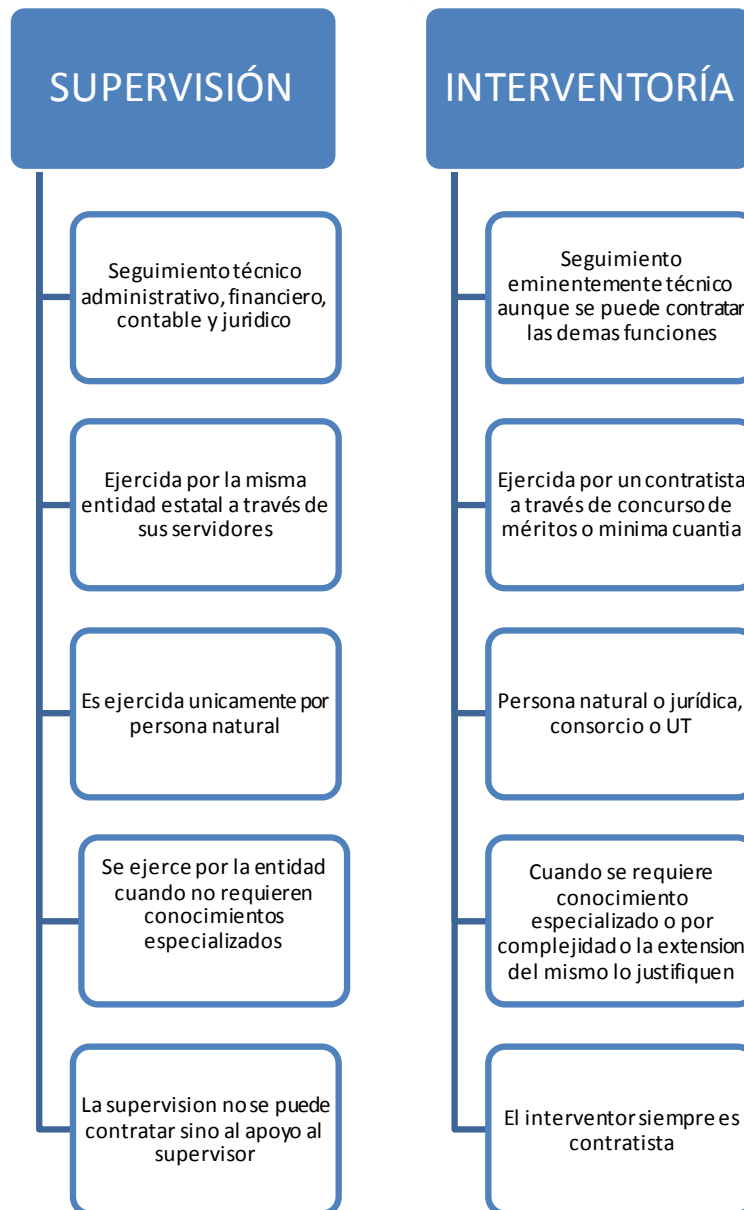 SUPERVISIÓN
Seguimiento técnico
administrativo, financiero,
contable y juridico
Ejercida por la misma
entidad estatal a través de
sus servidores
Es ejercida unicamente por
persona natural
Se ejerce por la entidad
cuando no requieren
conocimientos
especializados
La supervision no se puede
contratar sino al apoyo al
supervisor
INTERVENTORÍA
Seguimiento
eminentemente técnico
aunque se puede contratar
las demas funciones
Ejercida por un contratista
a través de concurso de
méritos o minima cuantia
Persona natural o jurídica,
consorcio o UT
Cuando se requiere
conocimiento
especializado o por
complejidad o la extension
del mismo lo justifiquen
El interventor siempre es
contratista